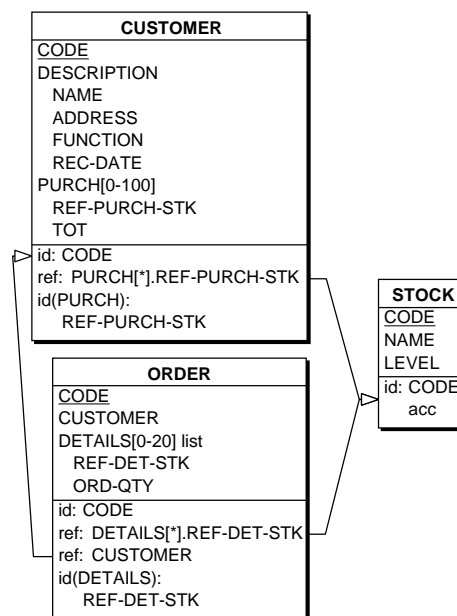 CUSTOMER
CODE
DESCRIPTION
NAME
ADDRESS
FUNCTION
REC-DATE
PURCH[0-100]
REF-PURCH-STK
TOT
id: CODE
ref: PURCH[*].REF-PURCH-STK
id(PURCH):
REF-PURCH-STK
ORDER
CODE
CUSTOMER
DETAILS[0-20] list
REF-DET-STK
ORD-QTY
id: CODE
ref: DETAILS[*].REF-DET-STK
ref: CUSTOMER
id(DETAILS):
REF-DET-STK
STOCK
CODE
NAME
LEVEL
id: CODE
acc